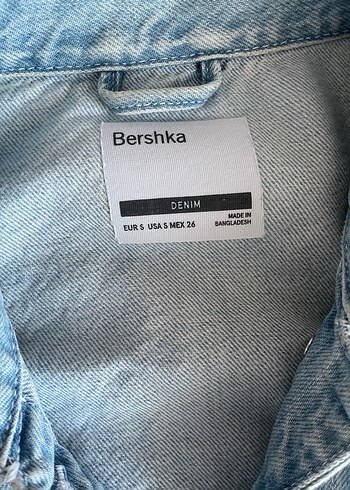 Bershka
DENIM
EUR S USA S MEX 26
MADE IN
BANGLADESH